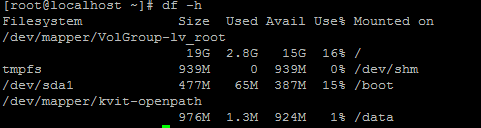 [root@localhost ~]# df -h
Filesystem            Size  Used Avail Use% Mounted on
/dev/mapper/VolGroup-lv_root
                       19G  2.8G   15G  16% /
tmpfs                 939M     0  939M   0% /dev/shm
/dev/sda1             477M   65M  387M  15% /boot
/dev/mapper/kvit-openpath
                      976M  1.3M  924M   1% /data